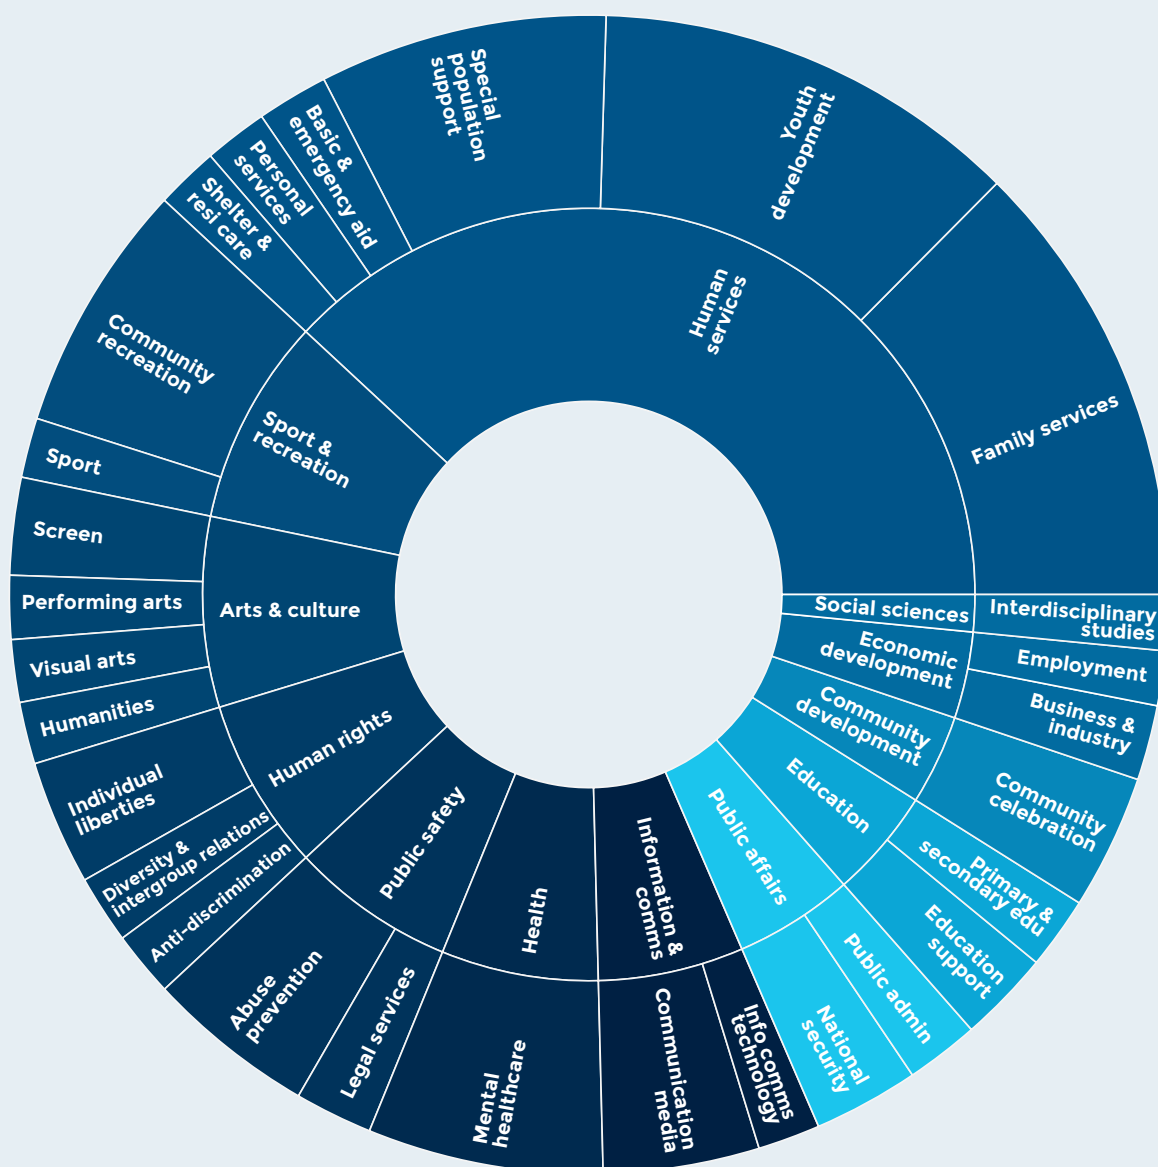 Human
services
Family services
Youth
development
Special
population
support
Basic &
emergency aid
Personal
services
Shelter &
resi care
Sport &
recreation
Community
recreation
Sport
Arts & culture
Screen
Performing arts
Visual arts
Humanities
Human rights
Individual
liberties
Diversity &
intergroup relations
Anti-discrimination
Public safety
Abuse
prevention
Legal services
Health
Mental
healthcare
Information &
comms
Communication
media
Info comms
technology
Public affairs
National
security
Public admin
Education
Education
support
Primary &
secondary edu
Community
development
Community
celebration
Economic
development
Business &
industry
Employment
Social sciences
Interdisciplinary
studies